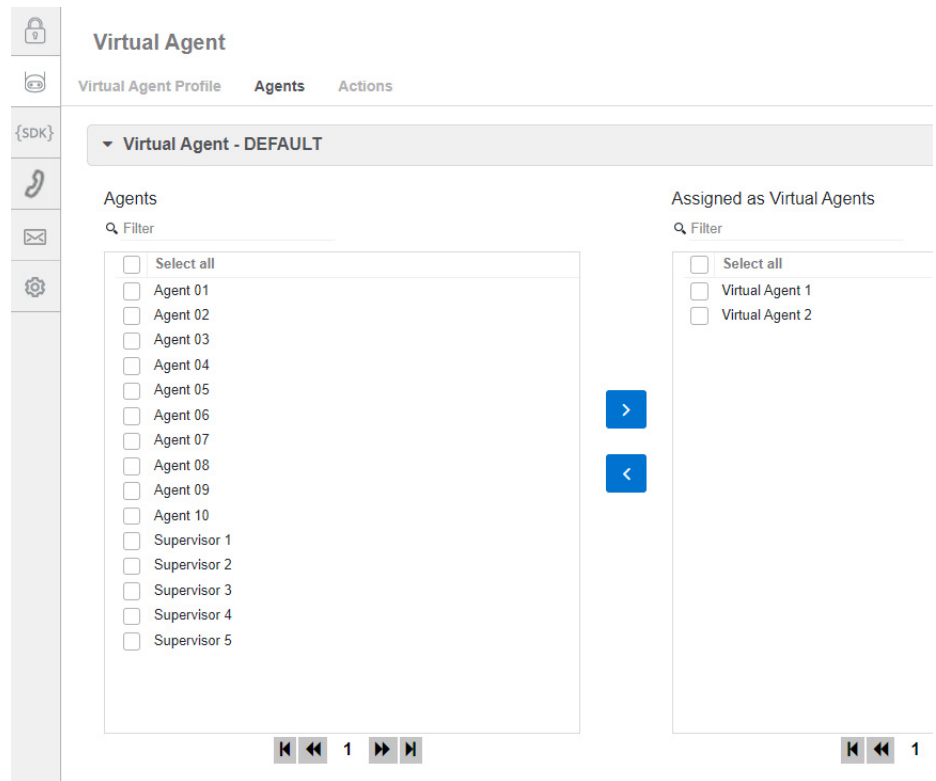 Virtual Agent
Virtual Agent Profile Agents Actions
{SDK}
Virtual Agent - DEFAULT
Agents
Filter
Select all
Agent 01
Agent 02
Agent 03
Agent 04
Agent 05
Agent 06
Agent 07
Agent 08
Agent 09
Agent 10
Supervisor 1
Supervisor 2
Supervisor 3
Supervisor 4
Supervisor 5
1
Assigned as Virtual Agents
Filter
Select all
Virtual Agent 1
Virtual Agent 2
1